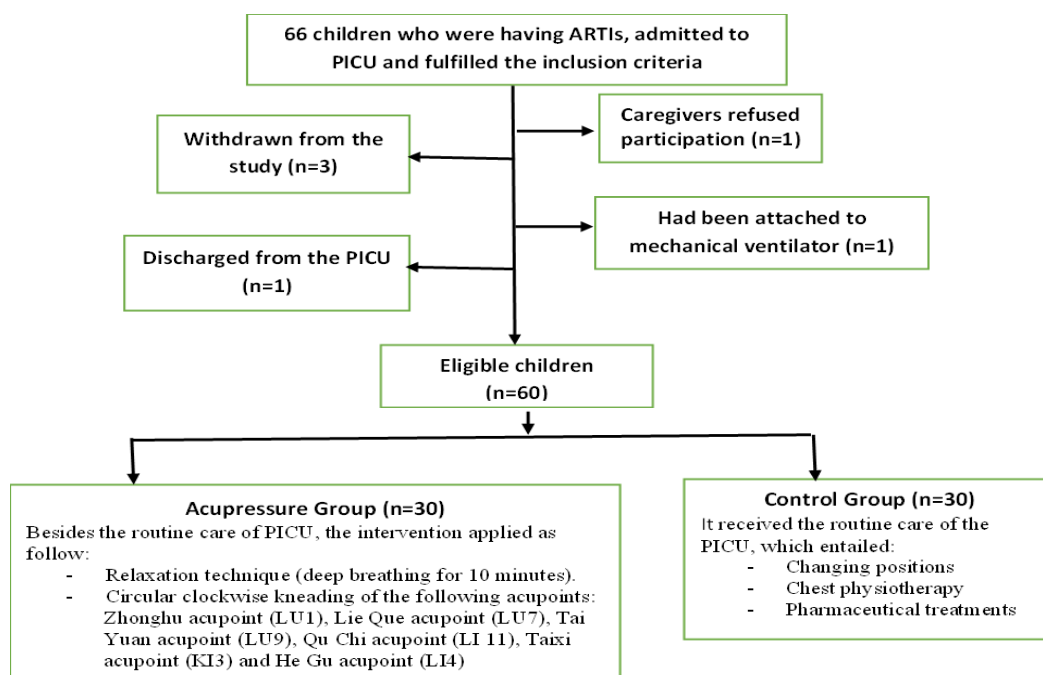 66 children who were having ARTIs, admitted to
PICU and fulfilled the inclusion criteria
Caregivers refused
participation (n=1)
Withdrawn from the
study (n=3)
Had been attached to
mechanical ventilator (n=1)
Discharged from the PICU
(n=1)
Eligible children
(n=60)
Acupressure Group (n=30)
Besides the routine care of PICU, the intervention applied as
follow:
- Relaxation technique (deep breathing for 10 minutes).
- Circular clockwise kneading of the following acupoints:
Zhonghu acupoint (LU1), Lie Que acupoint (LU7), Tai
Yuan acupoint (LU9), Qu Chi acupoint (LI 11), Taixi
acupoint (KI3) and He Gu acupoint (LI4)
Control Group (n=30)
It received the routine care of the
PICU, which entailed:
- Changing positions
- Chest physiotherapy
- Pharmaceutical treatments